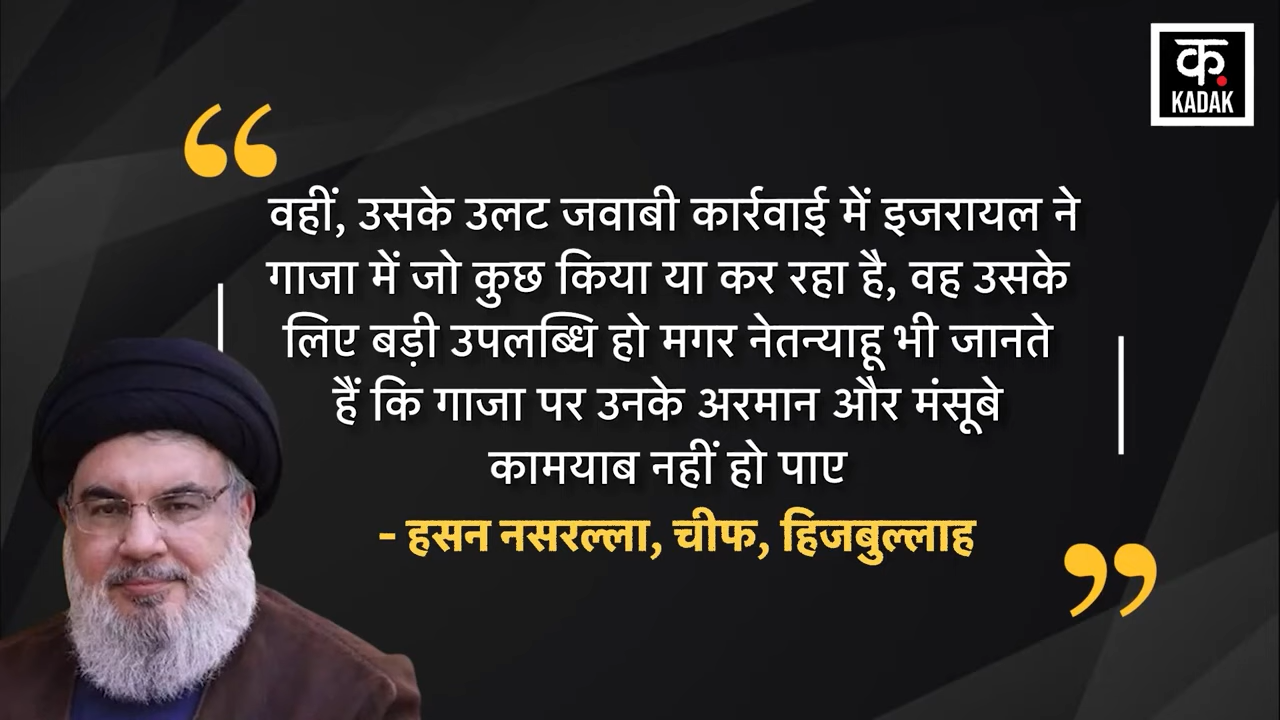 क.
KADAK
“
वहीं, उसके उलट जवाबी कार्रवाई में इजरायल ने
गाजा में जो कुछ किया या कर रहा है, वह उसके
लिए बड़ी उपलब्धि हो मगर नेतन्याहू भी जानते
हैं कि गाजा पर उनके अरमान और मंसूबे
कामयाब नहीं हो पाए
- हसन नसरल्ला, चीफ, हिजबुल्लाह
”